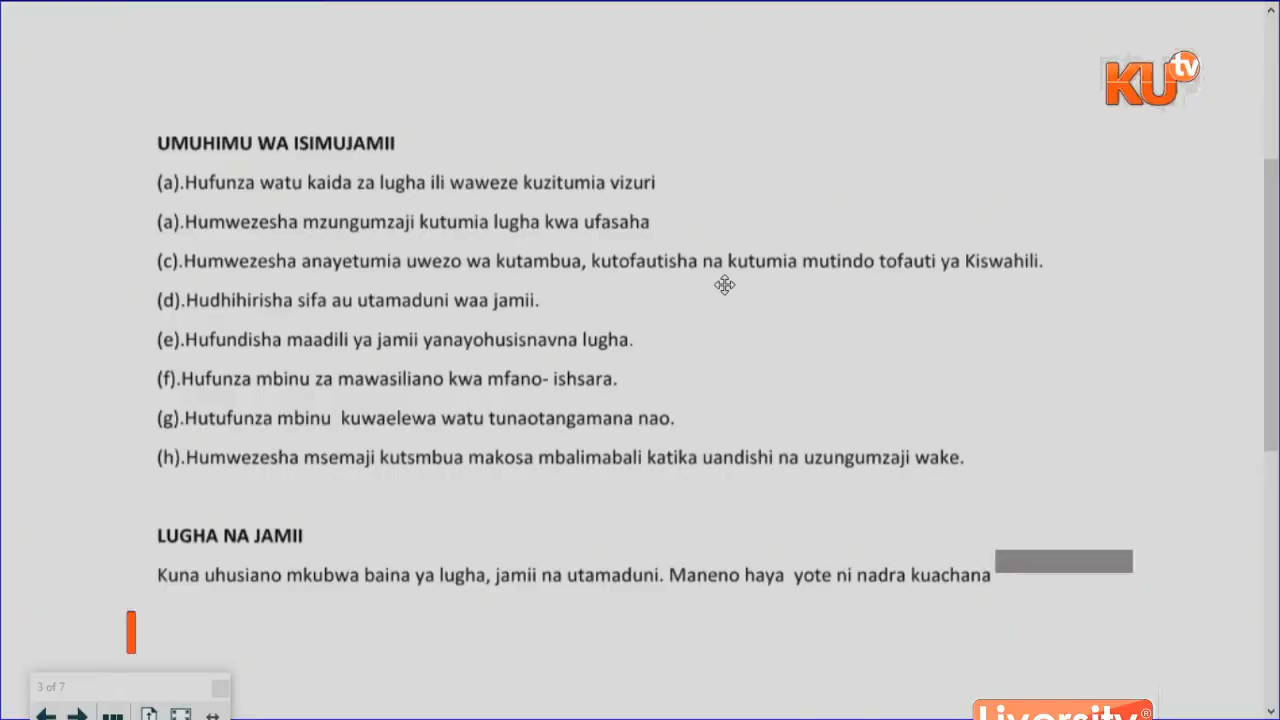 KU tv
UMUHIMU WA ISIMUJAMII
(a).Hufunza watu kaida za lugha ili waweze kuzitumia vizuri
(a).Humwezesha mzungumzaji kutumia lugha kwa ufasaha
(c).Humwezesha anayetumia uwezo wa kutambua, kutofautisha na kutumia mutindo tofauti ya Kiswahili.
(d).Hudhihirisha sifa au utamaduni waa jamii.
(e).Hufundisha maadili ya jamii yanayohusisnavna lugha.
(f).Hufunza mbinu za mawasiliano kwa mfano- ishsara.
(g).Hutufunza mbinu  kuwaelewa watu tunaotangamana nao.
(h).Humwezesha msemaji kutsmbua makosa mbalimabali katika uandishi na uzungumzaji wake.
LUGHA NA JAMII
Kuna uhusiano mkubwa baina ya lugha, jamii na utamaduni. Maneno haya  yote ni nadra kuachana
3 of 7
Liversity®